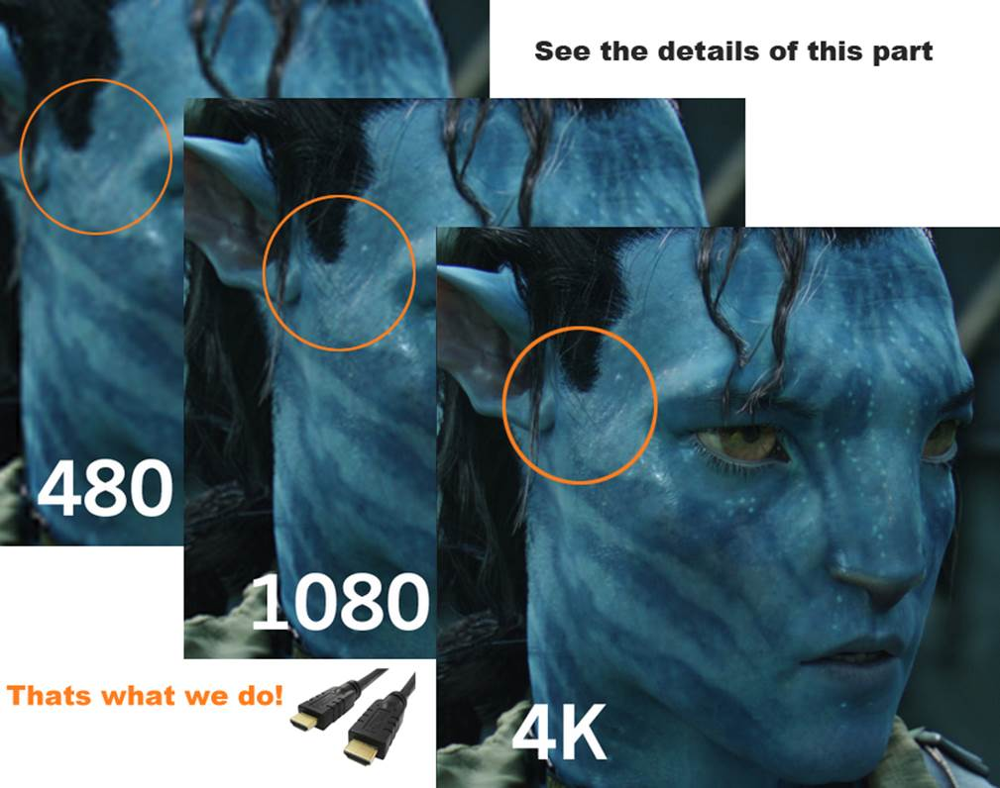 See the details of this part
480
1080
Thats what we do!
4K